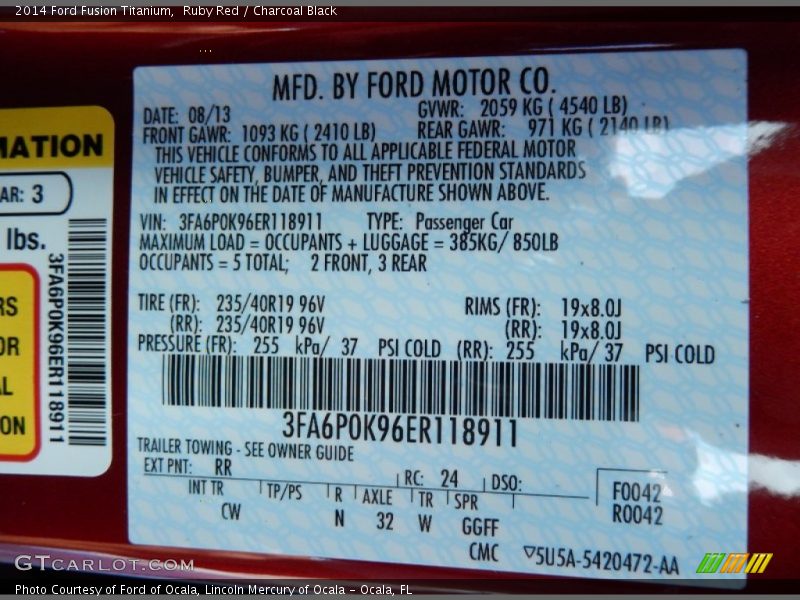 2014 Ford Fusion Titanium,  Ruby Red / Charcoal Black
MATION
AR: 3
lbs.
3FA6P0K96ER118911
RS
OR
AL
ON
MFD. BY FORD MOTOR CO.
DATE: 08/13 GVWR: 2059 KG ( 4540 LB)
FRONT GAWR: 1093 KG ( 2410 LB) REAR GAWR: 971 KG ( 2140 LB)
THIS VEHICLE CONFORMS TO ALL APPLICABLE FEDERAL MOTOR
VEHICLE SAFETY, BUMPER, AND THEFT PREVENTION STANDARDS
IN EFFECT ON THE DATE OF MANUFACTURE SHOWN ABOVE.
VIN: 3FA6P0K96ER118911 TYPE: Passenger Car
MAXIMUM LOAD = OCCUPANTS + LUGGAGE = 385KG/ 850LB
OCCUPANTS = 5 TOTAL; 2 FRONT, 3 REAR
TIRE (FR): 235/40R19 96V RIMS (FR): 19x8.0J
(RR): 235/40R19 96V (RR): 19x8.0J
PRESSURE (FR): 255 kPa/ 37 PSI COLD (RR): 255 kPa/ 37 PSI COLD
3FA6P0K96ER118911
TRAILER TOWING - SEE OWNER GUIDE
EXT PNT: RR RC: 24 DSO: F0042
INT TR TP/PS R AXLE TR SPR R0042
CW N 32 W GGFF
CMC ▽5U5A-5420472-AA
GTCARLOT.COM
Photo Courtesy of Ford of Ocala, Lincoln Mercury of Ocala - Ocala, FL